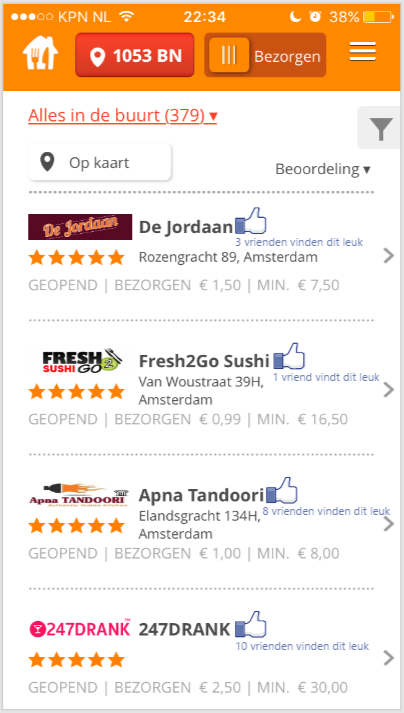 KPN NL 22:34 38%
1053 BN Bezorgen
Alles in de buurt (379) ▾
Op kaart
Beoordeling ▾
De Jordaan De Jordaan
3 vrienden vinden dit leuk
Rozengracht 89, Amsterdam
GEOPEND | BEZORGEN € 1,50 | MIN. € 7,50
FRESH
SUSHI GO 2
Fresh2Go Sushi
1 vriend vindt dit leuk
Van Woustraat 39H,
Amsterdam
GEOPEND | BEZORGEN € 0,99 | MIN. € 16,50
Apna TANDOORI
Authentic Indian Kitchen
Apna Tandoori
8 vrienden vinden dit leuk
Elandsgracht 134H,
Amsterdam
GEOPEND | BEZORGEN € 1,00 | MIN. € 8,00
247DRANK 247DRANK
10 vrienden vinden dit leuk
GEOPEND | BEZORGEN € 2,50 | MIN. € 30,00